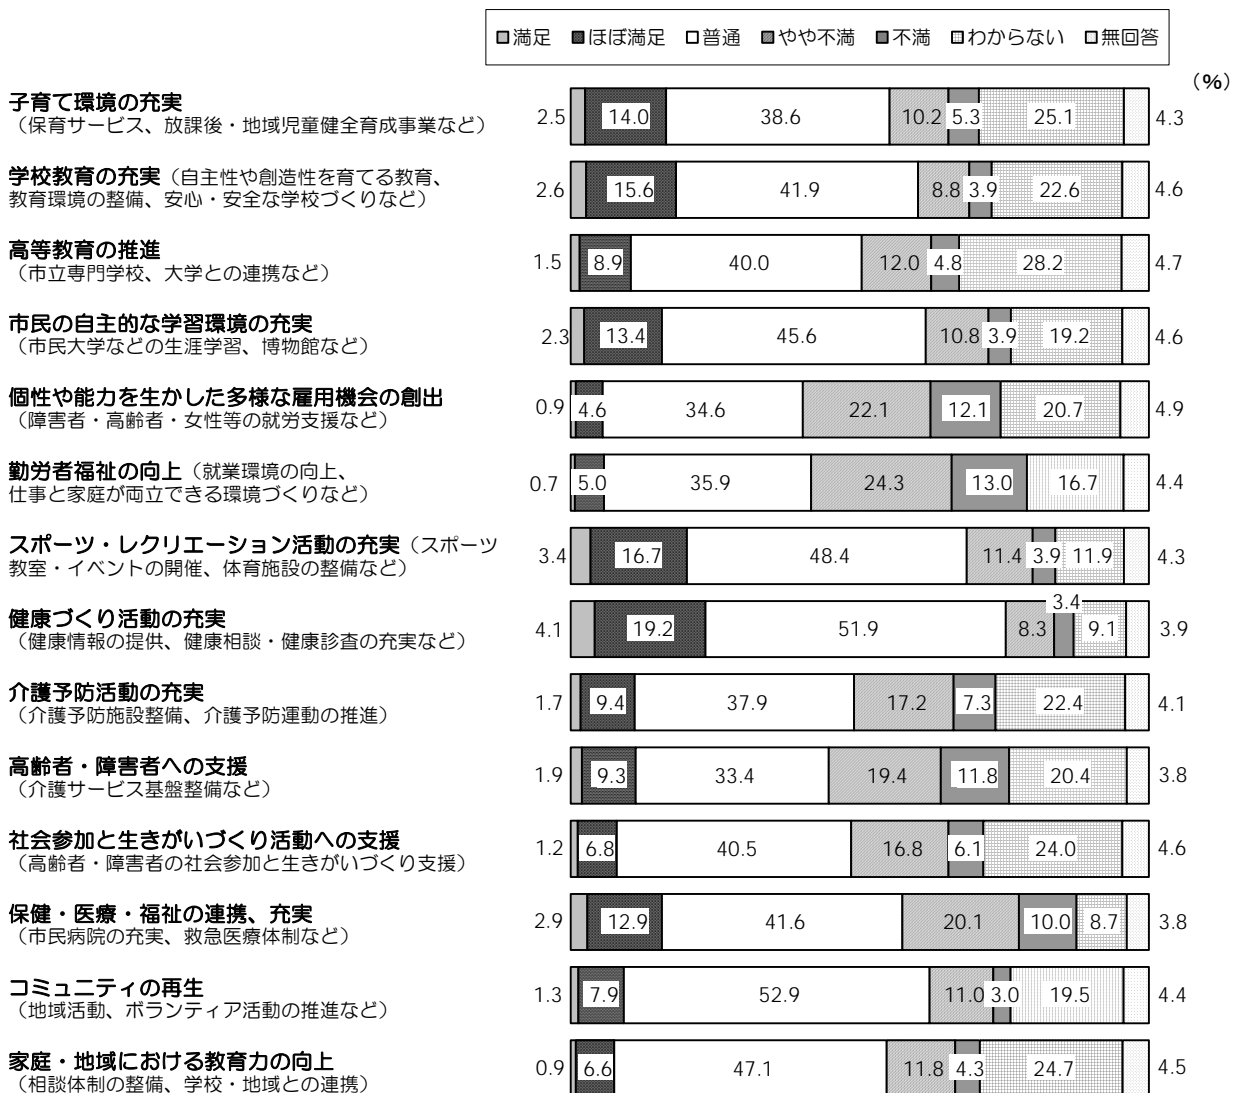 満足 ほぼ満足 普通 やや不満 不満 わからない 無回答
（%）
子育て環境の充実
（保育サービス、放課後・地域児童健全育成事業など）
2.5 14.0 38.6 10.2 5.3 25.1 4.3
学校教育の充実（自主性や創造性を育てる教育、
教育環境の整備、安心・安全な学校づくりなど）
2.6 15.6 41.9 8.8 3.9 22.6 4.6
高等教育の推進
（市立専門学校、大学との連携など）
1.5 8.9 40.0 12.0 4.8 28.2 4.7
市民の自主的な学習環境の充実
（市民大学などの生涯学習、博物館など）
2.3 13.4 45.6 10.8 3.9 19.2 4.6
個性や能力を生かした多様な雇用機会の創出
（障害者・高齢者・女性等の就労支援など）
0.9 4.6 34.6 22.1 12.1 20.7 4.9
勤労者福祉の向上（就業環境の向上、
仕事と家庭が両立できる環境づくりなど）
0.7 5.0 35.9 24.3 13.0 16.7 4.4
スポーツ・レクリエーション活動の充実（スポーツ
教室・イベントの開催、体育施設の整備など）
3.4 16.7 48.4 11.4 3.9 11.9 4.3
健康づくり活動の充実
（健康情報の提供、健康相談・健康診査の充実など）
4.1 19.2 51.9 8.3 3.4 9.1 3.9
介護予防活動の充実
（介護予防施設整備、介護予防運動の推進）
1.7 9.4 37.9 17.2 7.3 22.4 4.1
高齢者・障害者への支援
（介護サービス基盤整備など）
1.9 9.3 33.4 19.4 11.8 20.4 3.8
社会参加と生きがいづくり活動への支援
（高齢者・障害者の社会参加と生きがいづくり支援）
1.2 6.8 40.5 16.8 6.1 24.0 4.6
保健・医療・福祉の連携、充実
（市民病院の充実、救急医療体制など）
2.9 12.9 41.6 20.1 10.0 8.7 3.8
コミュニティの再生
（地域活動、ボランティア活動の推進など）
1.3 7.9 52.9 11.0 3.0 19.5 4.4
家庭・地域における教育力の向上
（相談体制の整備、学校・地域との連携）
0.9 6.6 47.1 11.8 4.3 24.7 4.5